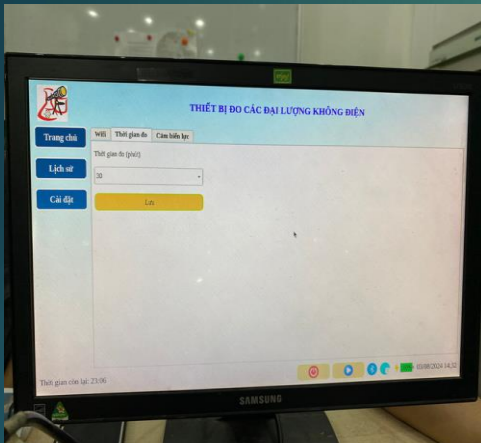 THIẾT BỊ ĐO CÁC ĐẠI LƯỢNG KHÔNG ĐIỆN
Trang chủ
Lịch sử
Cài đặt
Wifi Thời gian đo Cảm biến lực
Thời gian đo (phút)
20
Lưu
Thời gian còn lại: 23:06
03/08/2024 14:32
SAMSUNG